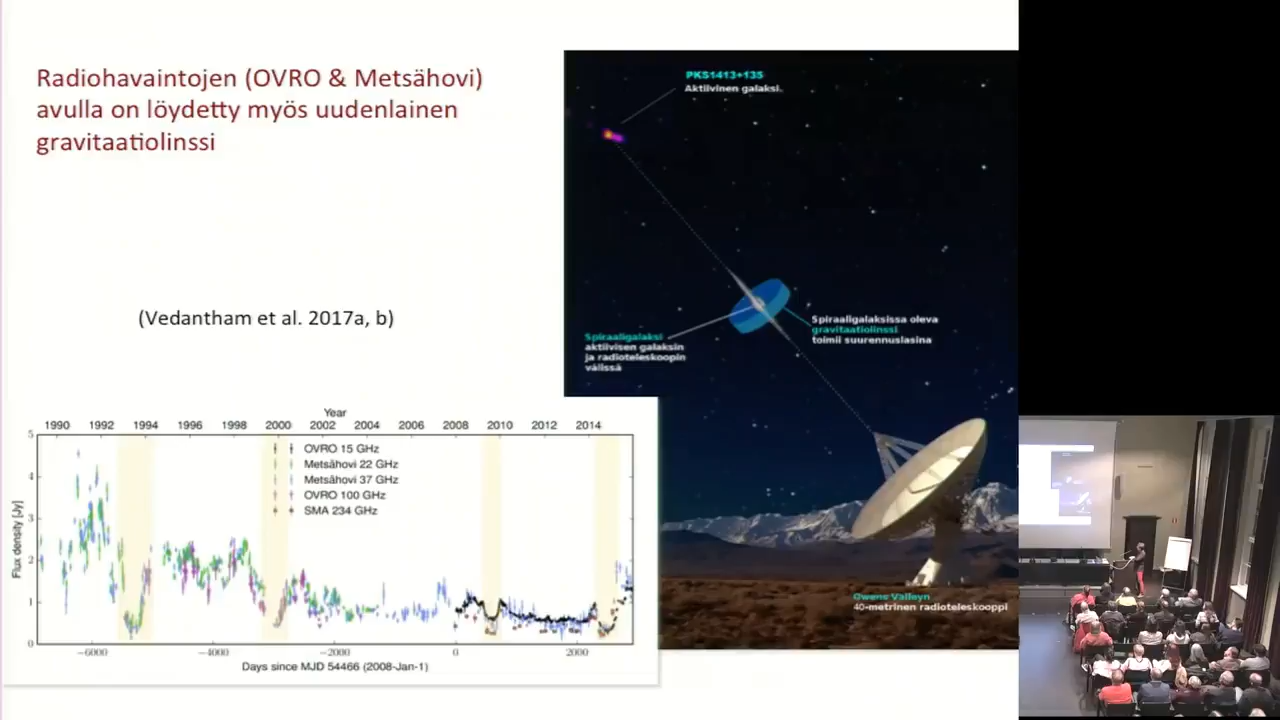 Radiohavaintojen (OVRO & Metsähovi)
avulla on löydetty myös uudenlainen
gravitaatiolinssi
(Vedantham et al. 2017a, b)
PKS1413+135
Aktiivinen galaksi.
Spiraaligalaksissa oleva
gravitaatiolinssi
toimii suurennuslasina
Spiraaligalaksi
aktiivisen galaksin
ja radioteleskoopin
välissä
Owens Valleyn
40-metrinen radioteleskooppi
Year
1990 1992 1994 1996 1998 2000 2002 2004 2006 2008 2010 2012 2014
OVRO 15 GHz
Metsähovi 22 GHz
Metsähovi 37 GHz
OVRO 100 GHz
SMA 234 GHz
Flux density [Jy]
5
4
3
2
1
0
−6000 −4000 −2000 0 2000
Days since MJD 54466 (2008-Jan-1)